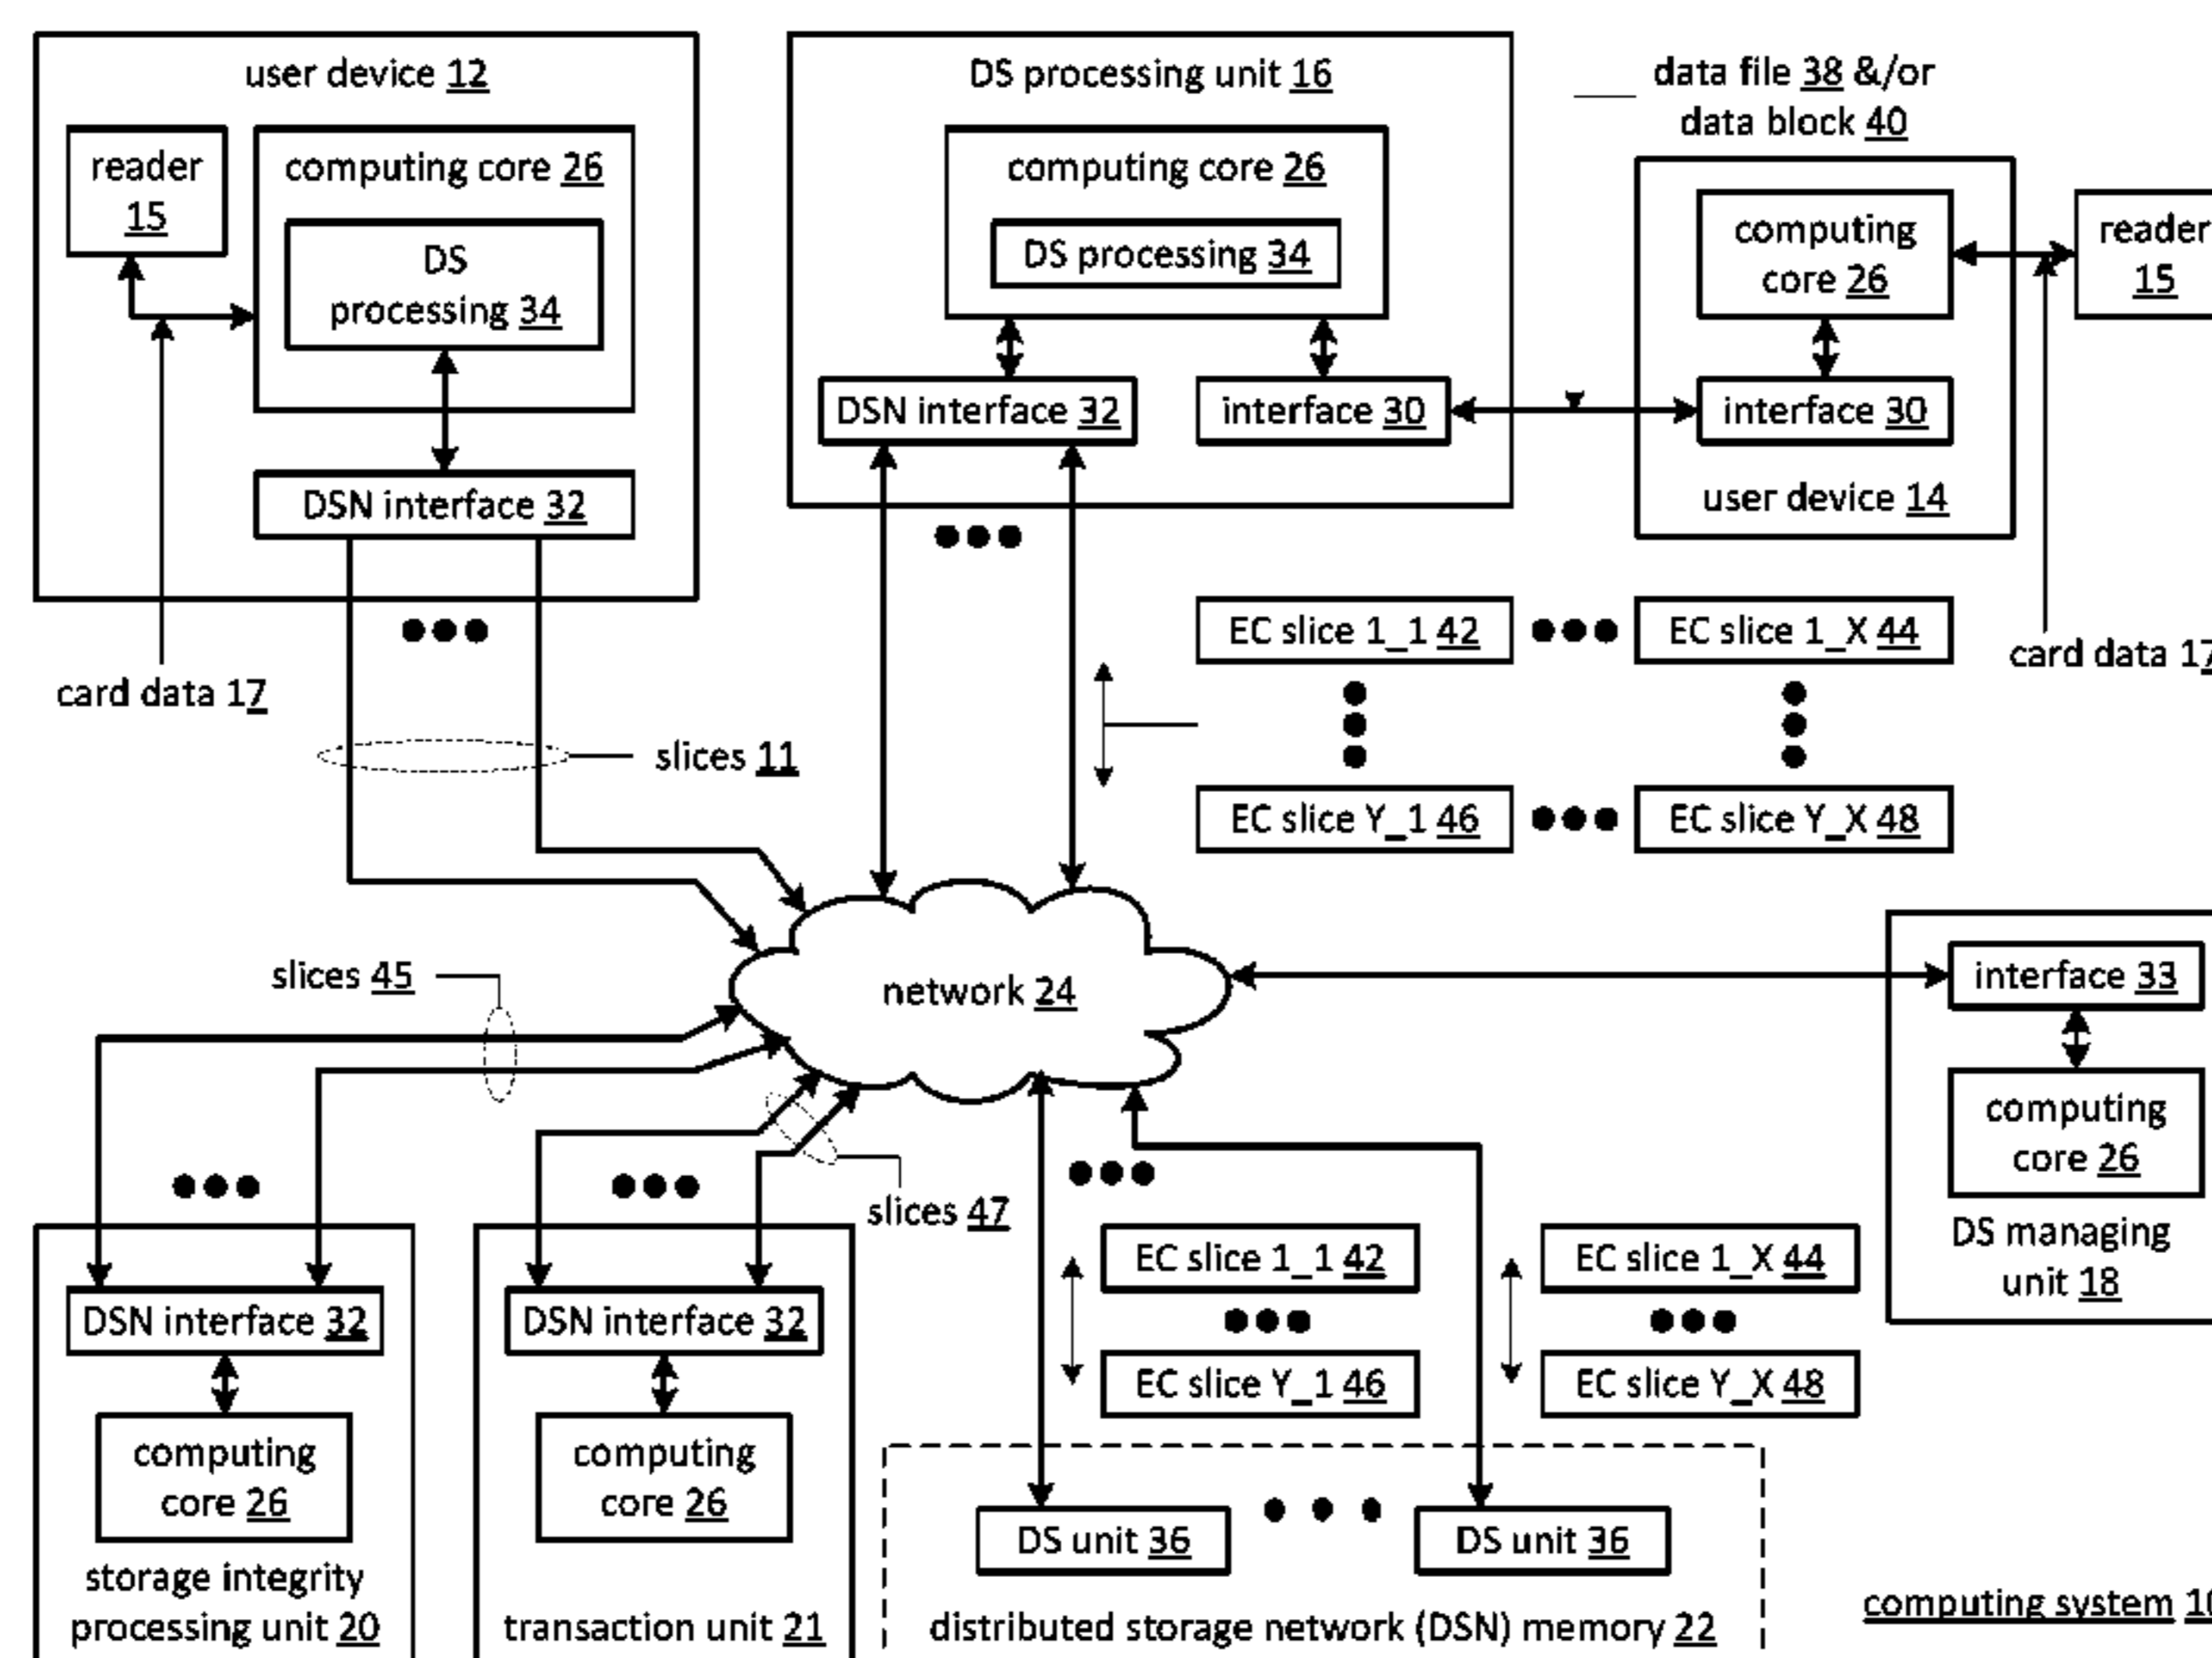 user device 12
reader
15
computing core 26
DS
processing 34
DSN interface 32
card data 17
slices 11
DS processing unit 16
computing core 26
DS processing 34
DSN interface 32
interface 30
data file 38 &/or
data block 40
computing
core 26
interface 30
user device 14
reader
15
card data 17
EC slice 1_1 42
EC slice 1_X 44
EC slice Y_1 46
EC slice Y_X 48
network 24
slices 45
slices 47
interface 33
computing
core 26
DS managing
unit 18
DSN interface 32
computing
core 26
storage integrity
processing unit 20
DSN interface 32
computing
core 26
transaction unit 21
EC slice 1_1 42
EC slice Y_1 46
EC slice 1_X 44
EC slice Y_X 48
DS unit 36
DS unit 36
distributed storage network (DSN) memory 22
computing system 10